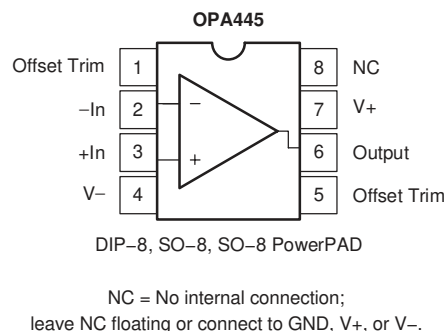 OPA445
Offset Trim 1 8 NC
−In 2 − 7 V+
+In 3 + 6 Output
V− 4 5 Offset Trim
DIP−8, SO−8, SO−8 PowerPAD
NC = No internal connection;
leave NC floating or connect to GND, V+, or V−.